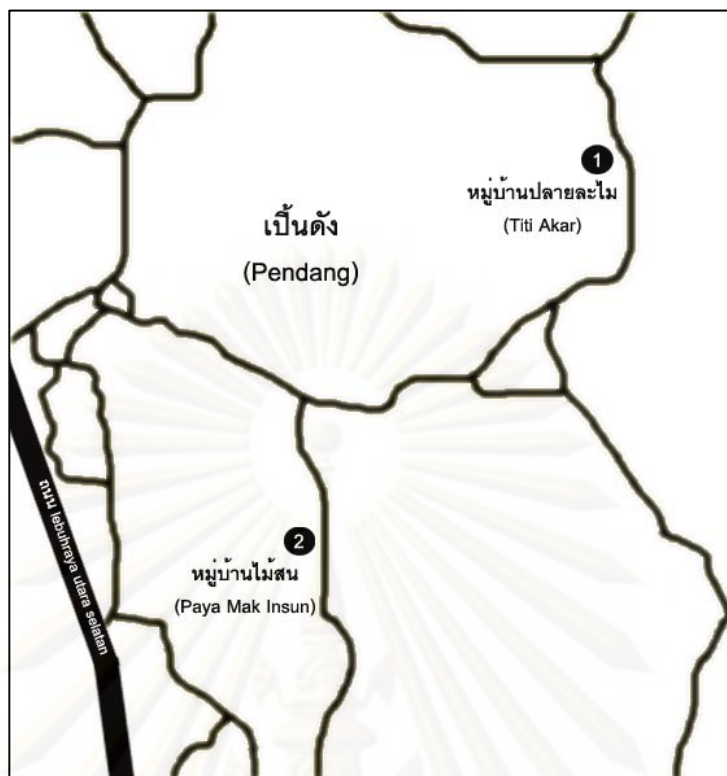 1
หมู่บ้านปลายละไม
(Titi Akar)
เปิ้นดัง
(Pendang)
2
หมู่บ้านไม้สน
(Paya Mak Insun)
ถนน lebuhraya utara selatan